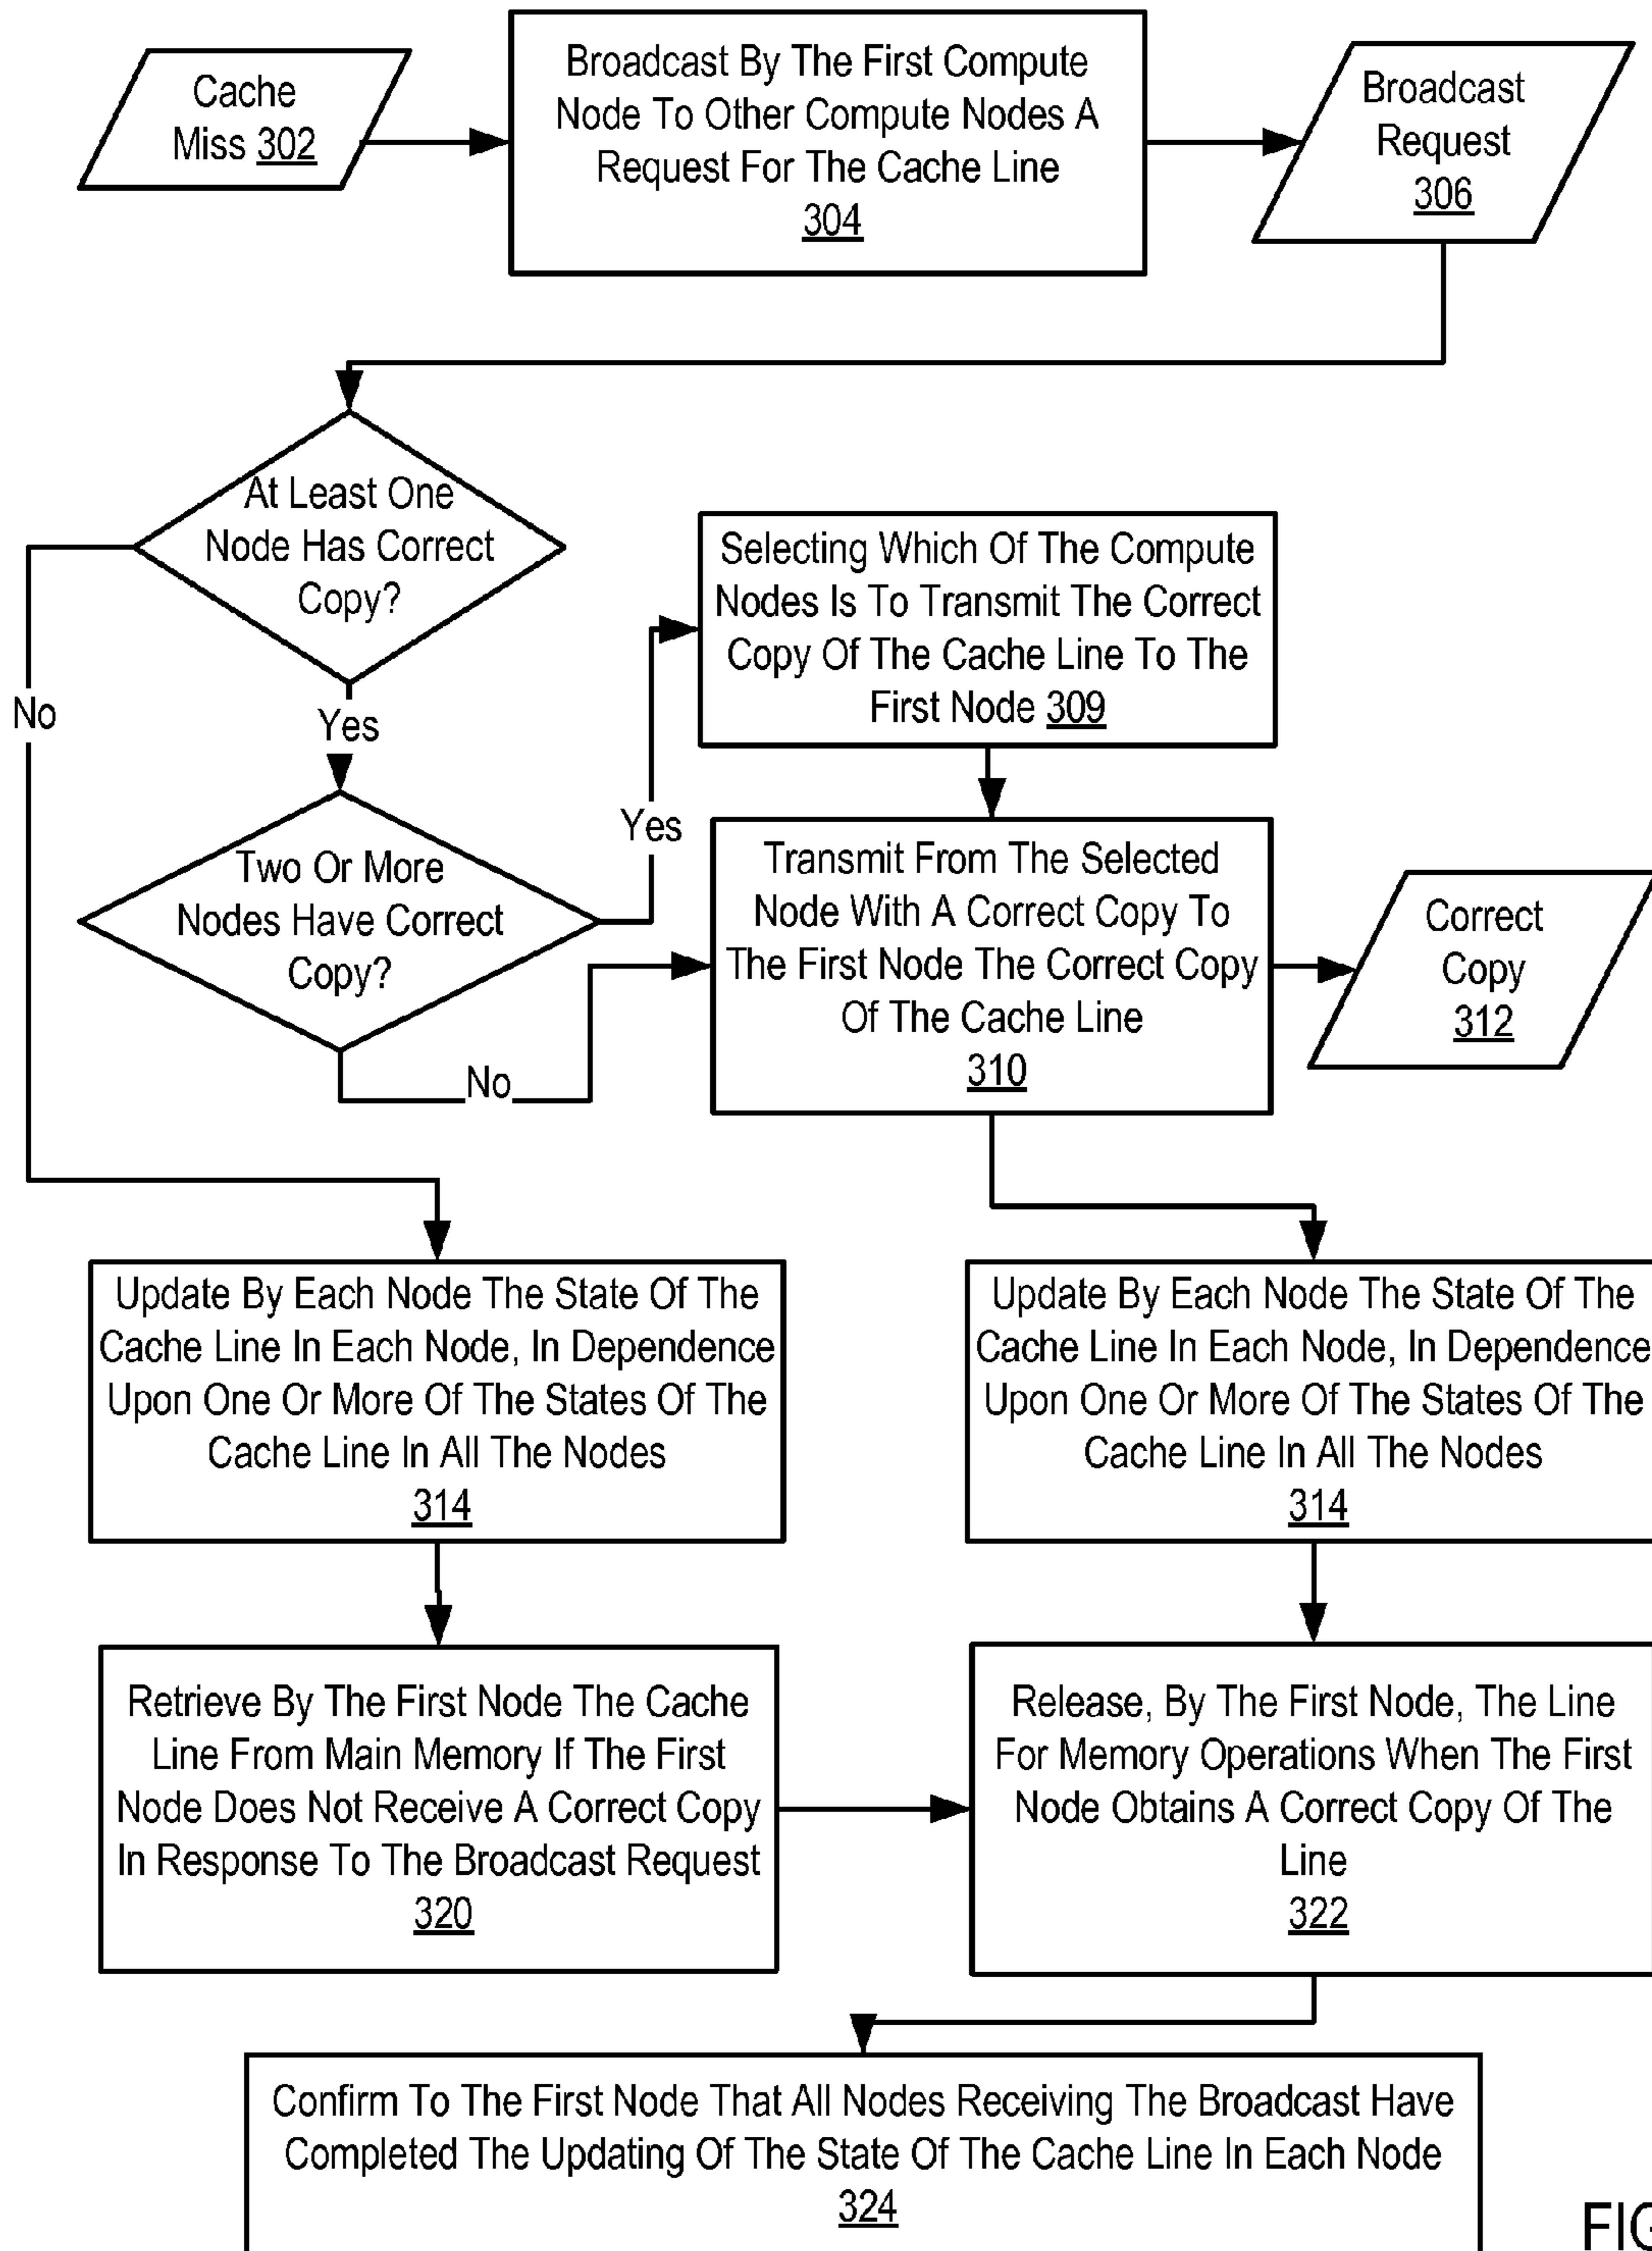 Cache
Miss 302
Broadcast By The First Compute
Node To Other Compute Nodes A
Request For The Cache Line
304
Broadcast
Request
306
At Least One
Node Has Correct
Copy?
No
Yes
Selecting Which Of The Compute
Nodes Is To Transmit The Correct
Copy Of The Cache Line To The
First Node 309
Two Or More
Nodes Have Correct
Copy?
Yes
No
Transmit From The Selected
Node With A Correct Copy To
The First Node The Correct Copy
Of The Cache Line
310
Correct
Copy
312
Update By Each Node The State Of The
Cache Line In Each Node, In Dependence
Upon One Or More Of The States Of The
Cache Line In All The Nodes
314
Update By Each Node The State Of The
Cache Line In Each Node, In Dependence
Upon One Or More Of The States Of The
Cache Line In All The Nodes
314
Retrieve By The First Node The Cache
Line From Main Memory If The First
Node Does Not Receive A Correct Copy
In Response To The Broadcast Request
320
Release, By The First Node, The Line
For Memory Operations When The First
Node Obtains A Correct Copy Of The
Line
322
Confirm To The First Node That All Nodes Receiving The Broadcast Have
Completed The Updating Of The State Of The Cache Line In Each Node
324